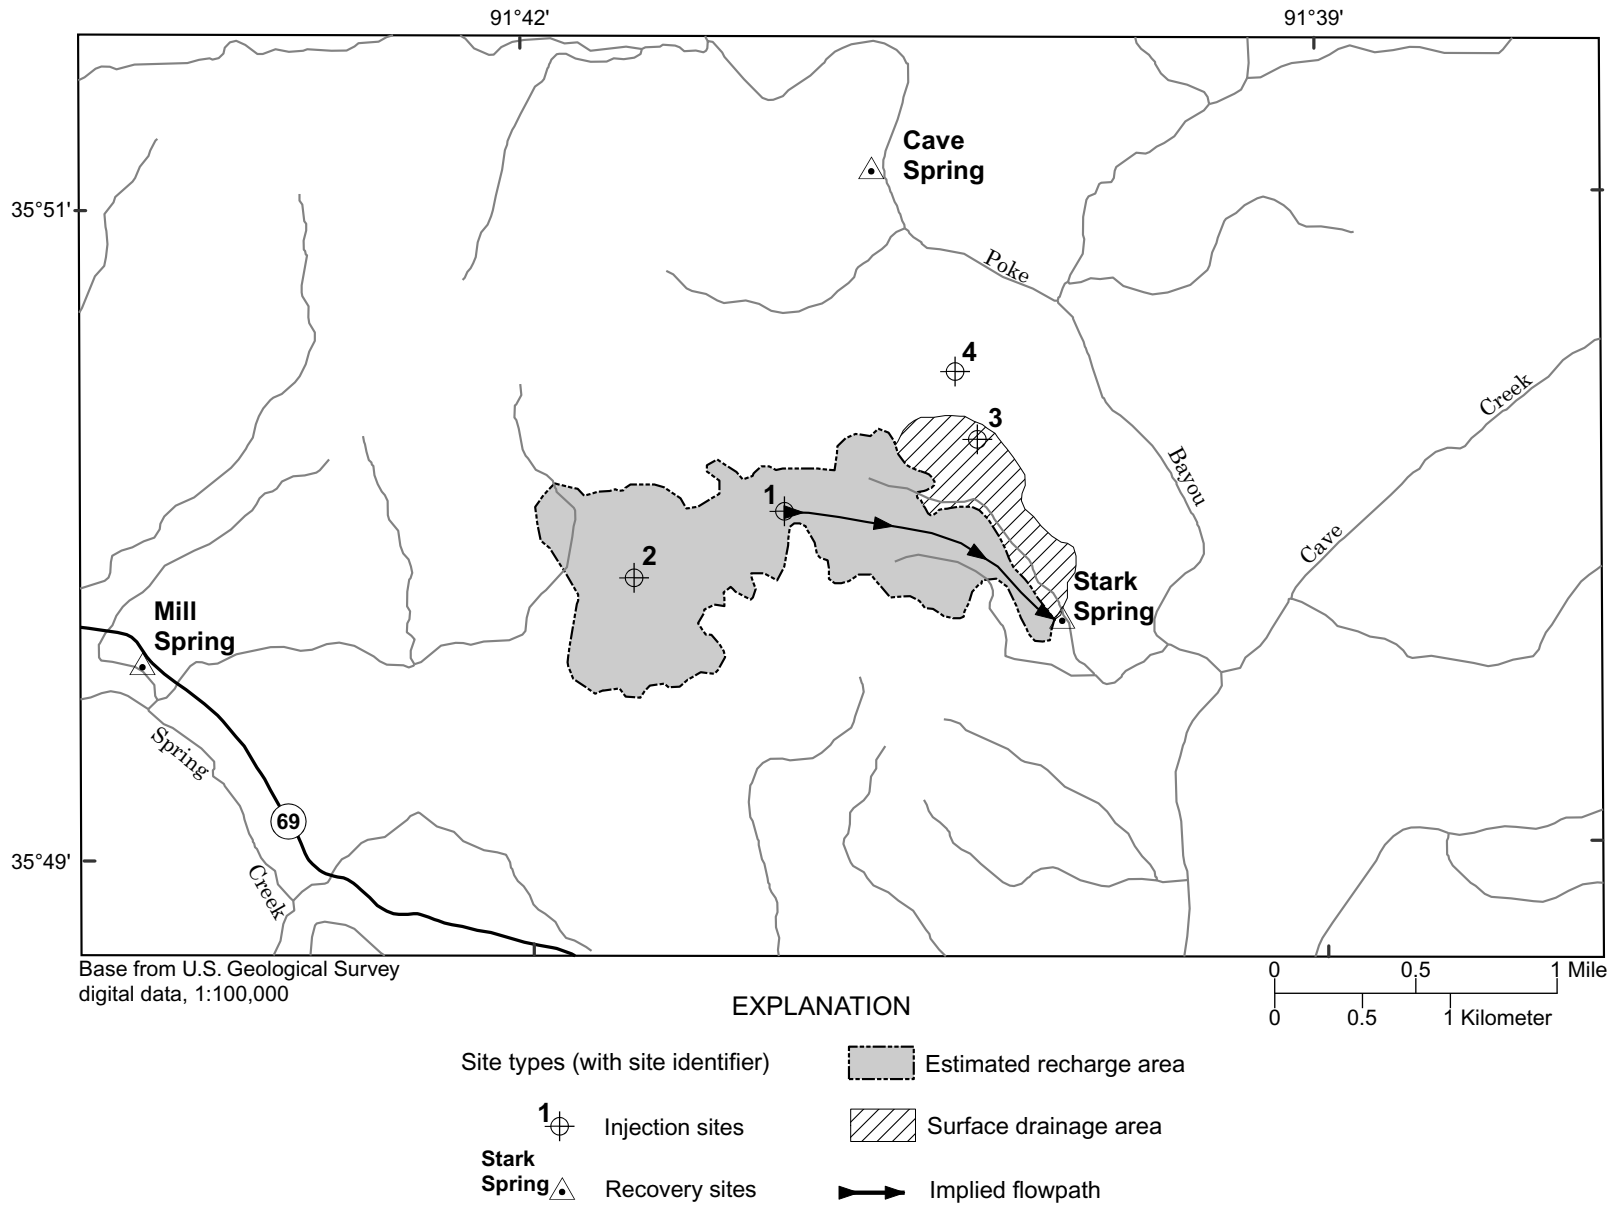 91°42'
91°39'
Cave
Spring
35°51'
Poke
4
Creek
3
Bayou
1
Cave
2
Stark
Spring
Mill
Spring
Spring
69
35°49'
Creek
Base from U.S. Geological Survey
digital data, 1:100,000
0 0.5 1 Mile
0 0.5 1 Kilometer
EXPLANATION
Site types (with site identifier)
Estimated recharge area
1
Injection sites
Surface drainage area
Stark
Spring
Recovery sites
Implied flowpath